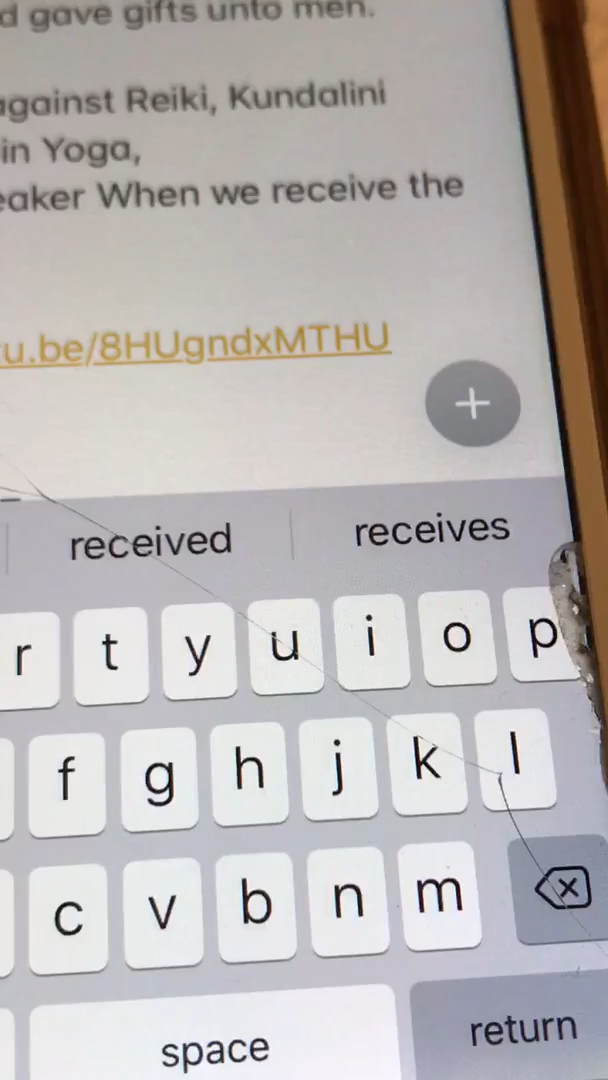 d gave gifts unto men.
against Reiki, Kundalini
in Yoga,
eaker When we receive the
u.be/8HUgndxMTHU
+
received receives
r t y u i o p
f g h j k l
c v b n m
space return